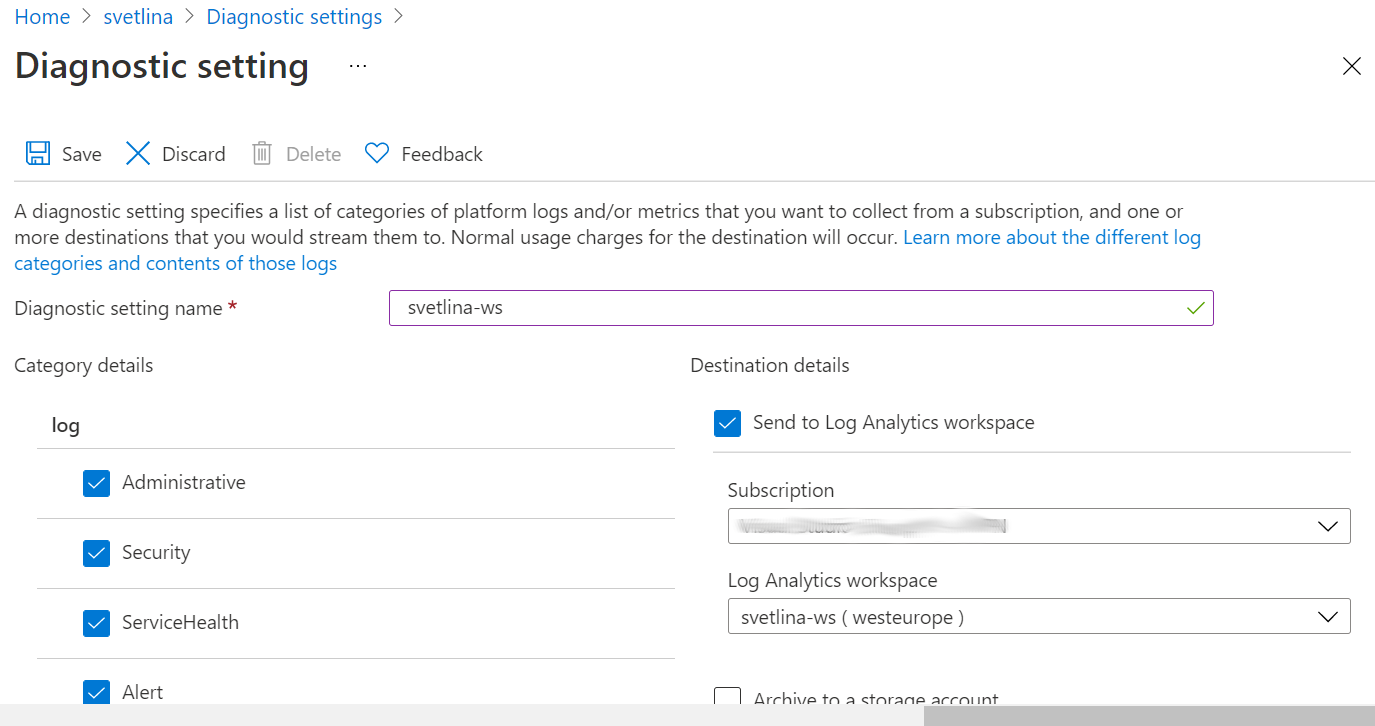 Home > svetlina > Diagnostic settings >
Diagnostic setting ...
Save Discard Delete Feedback
A diagnostic setting specifies a list of categories of platform logs and/or metrics that you want to collect from a subscription, and one or
more destinations that you would stream them to. Normal usage charges for the destination will occur. Learn more about the different log
categories and contents of those logs
Diagnostic setting name *
svetlina-ws
Category details
log
Administrative
Security
ServiceHealth
Alert
Destination details
Send to Log Analytics workspace
Subscription
Log Analytics workspace
svetlina-ws ( westeurope )
Archive to a storage account